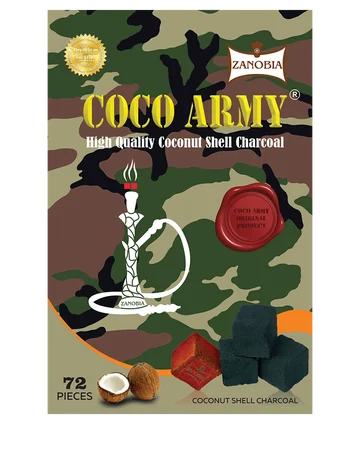 ZANOBIA
COCO ARMY®
High Quality Coconut Shell Charcoal
COCO ARMY
ORIGINAL
PRODUCT
ZANOBIA
72
PIECES
COCONUT SHELL CHARCOAL